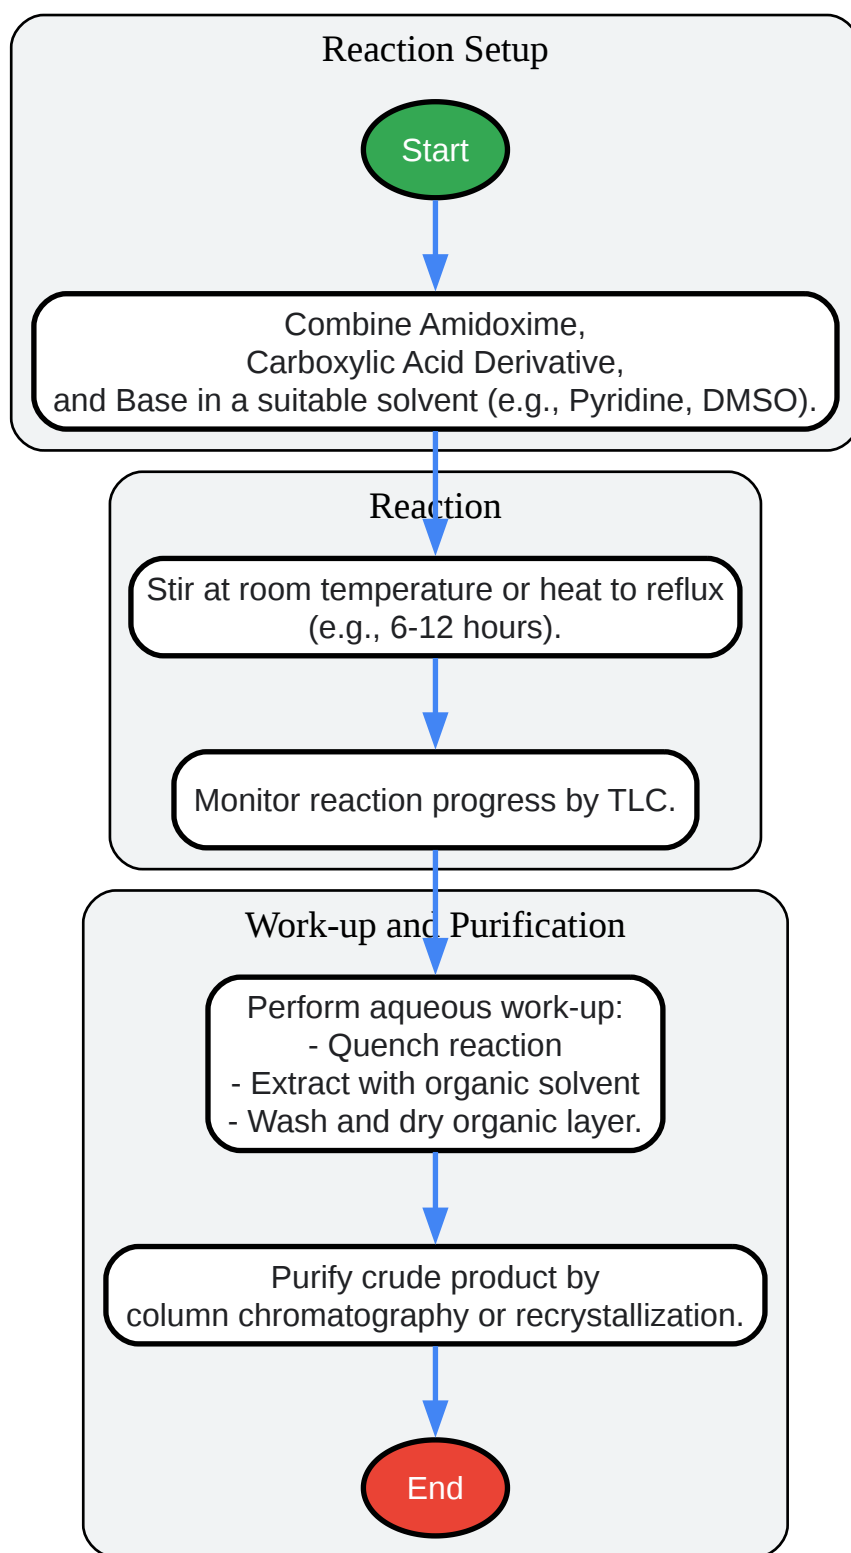 Reaction Setup
Start
Combine Amidoxime,
Carboxylic Acid Derivative,
and Base in a suitable solvent (e.g., Pyridine, DMSO).
Reaction
Stir at room temperature or heat to reflux
(e.g., 6-12 hours).
Monitor reaction progress by TLC.
Work-up and Purification
Perform aqueous work-up:
- Quench reaction
- Extract with organic solvent
- Wash and dry organic layer.
Purify crude product by
column chromatography or recrystallization.
End